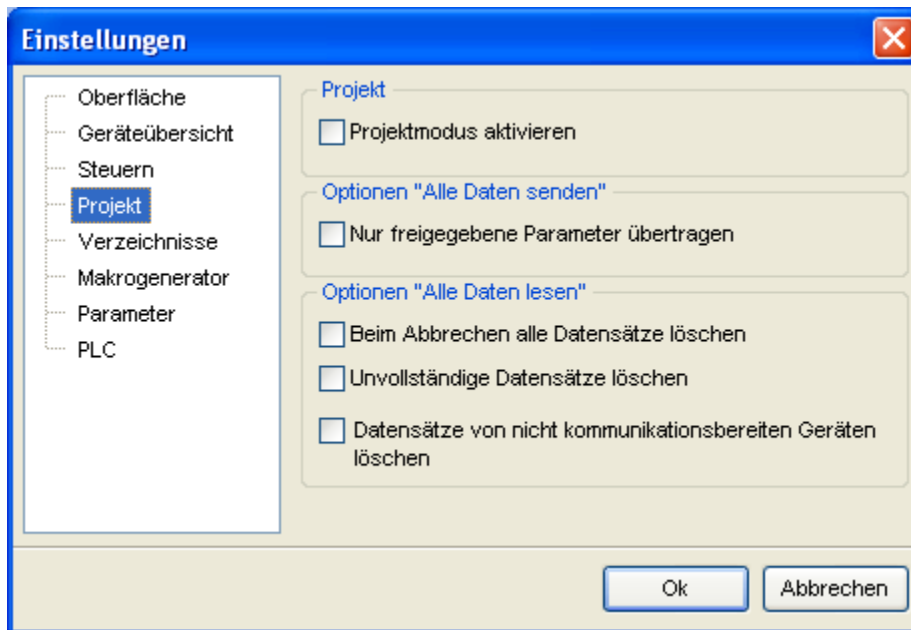 Einstellungen
Oberfläche
Geräteübersicht
Steuern
Projekt
Verzeichnisse
Makrogenerator
Parameter
PLC
Projekt
Projektmodus aktivieren
Optionen "Alle Daten senden"
Nur freigegebene Parameter übertragen
Optionen "Alle Daten lesen"
Beim Abbrechen alle Datensätze löschen
Unvollständige Datensätze löschen
Datensätze von nicht kommunikationsbereiten Geräten
löschen
Ok
Abbrechen